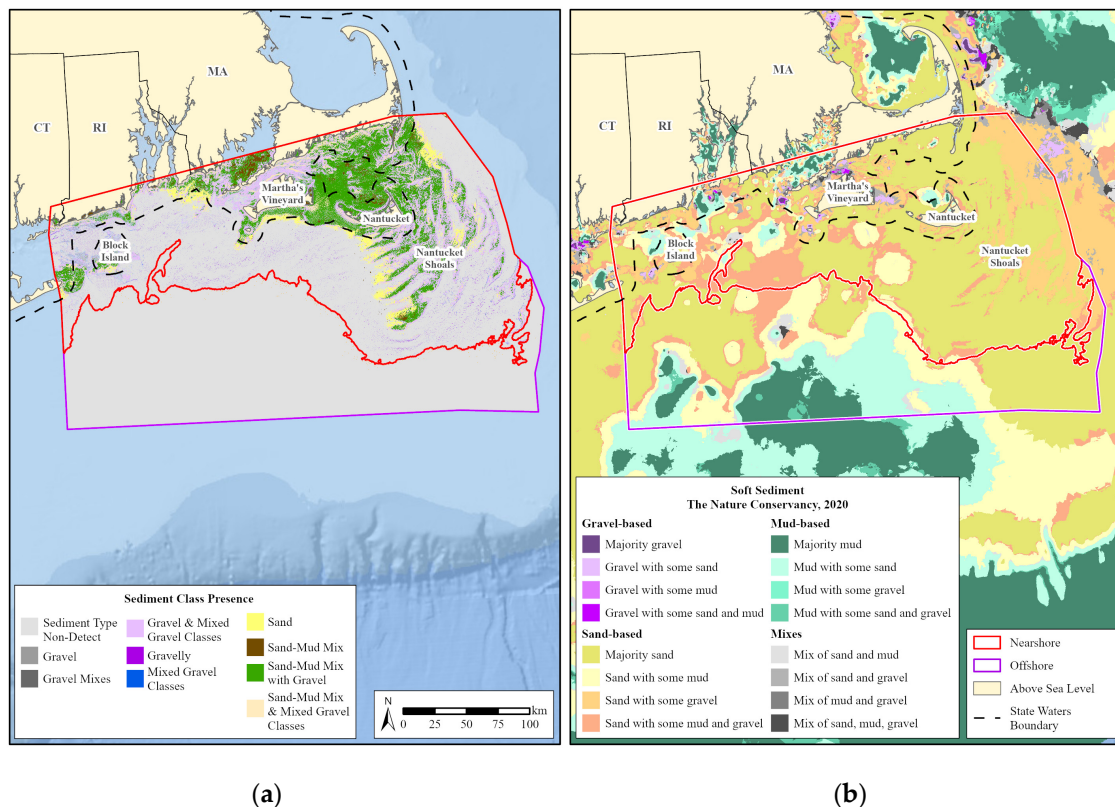 MA
CT
RI
Martha's
Vineyard
Nantucket
Block
Island
Nantucket
Shoals
Sediment Class Presence
Sediment Type
Non-Detect
Gravel
Gravel Mixes
Gravel & Mixed
Gravel Classes
Gravelly
Mixed Gravel
Classes
Sand
Sand-Mud Mix
Sand-Mud Mix
with Gravel
Sand-Mud Mix
& Mixed Gravel
Classes
N
km
0 25 50 75 100
(a)
MA
CT
RI
Martha's
Vineyard
Nantucket
Block
Island
Nantucket
Shoals
Soft Sediment
The Nature Conservancy, 2020
Gravel-based
Majority gravel
Gravel with some sand
Gravel with some mud
Gravel with some sand and mud
Sand-based
Majority sand
Sand with some mud
Sand with some gravel
Sand with some mud and gravel
Mud-based
Majority mud
Mud with some sand
Mud with some gravel
Mud with some sand and gravel
Mixes
Mix of sand and mud
Mix of sand and gravel
Mix of mud and gravel
Mix of sand, mud, gravel
Nearshore
Offshore
Above Sea Level
State Waters
Boundary
(b)